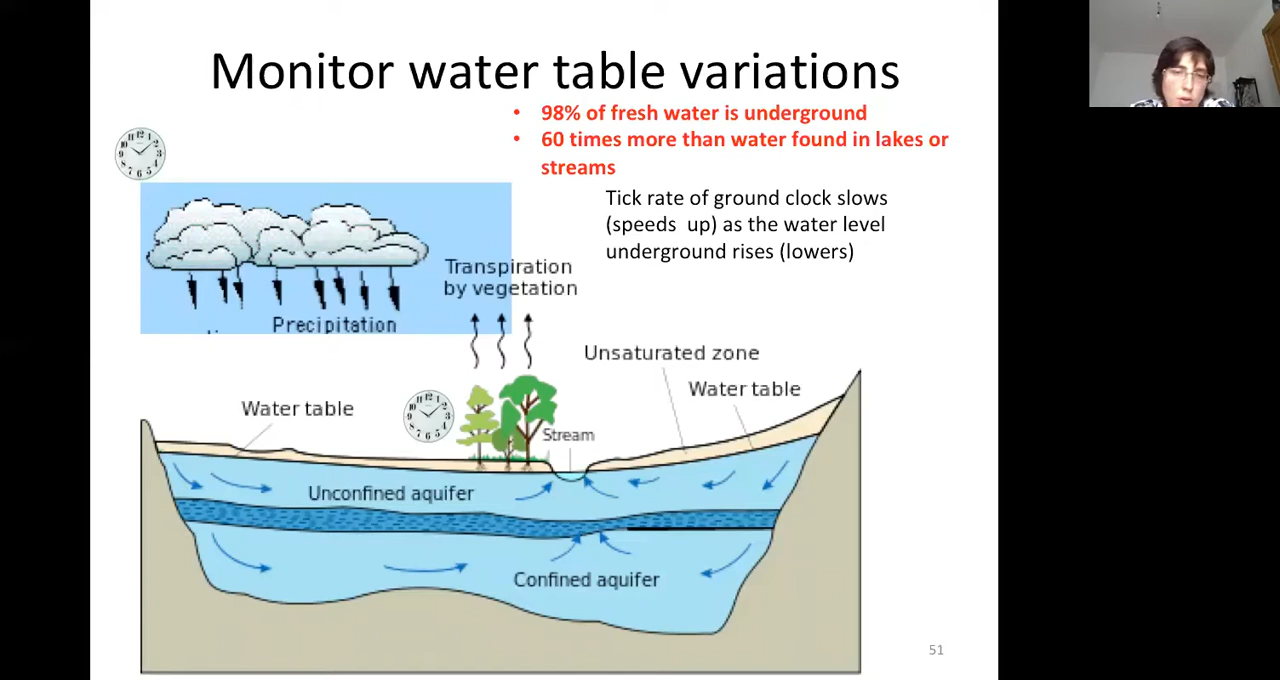 Monitor water table variations
• 98% of fresh water is underground
• 60 times more than water found in lakes or
streams
Tick rate of ground clock slows
(speeds up) as the water level
underground rises (lowers)
Transpiration
by vegetation
Precipitation
Unsaturated zone
Water table
Water table
Stream
Unconfined aquifer
Confined aquifer
51